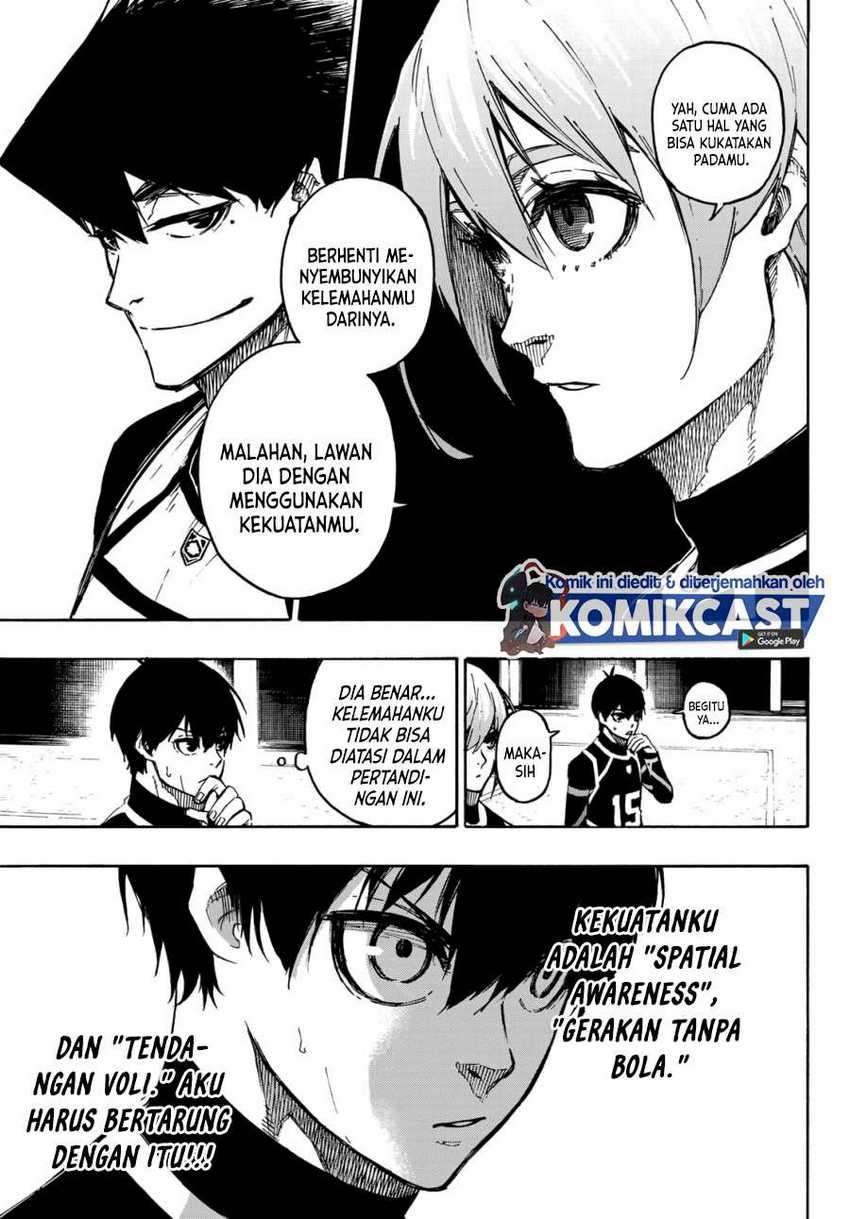 YAH, CUMA ADA
SATU HAL YANG
BISA KUKATAKAN
PADAMU.
BERHENTI ME-
NYEMBUNYIKAN
KELEMAHANMU
DARINYA.
MALAHAN, LAWAN
DIA DENGAN
MENGGUNAKAN
KEKUATANMU.
Komik ini diedit & diterjemahkan oleh
KOMIKCAST
GET IT ON
Google Play
BEGITU
YA...
15
MAKA-
SIH
DIA BENAR...
KELEMAHANKU
TIDAK BISA
DIATASI DALAM
PERTANDI-
NGAN INI.
KEKUATANKU
ADALAH "SPATIAL
AWARENESS",
"GERAKAN TANPA
BOLA."
DAN "TENDA-
NGAN VOLI." AKU
HARUS BERTARUNG
DENGAN ITU!!!